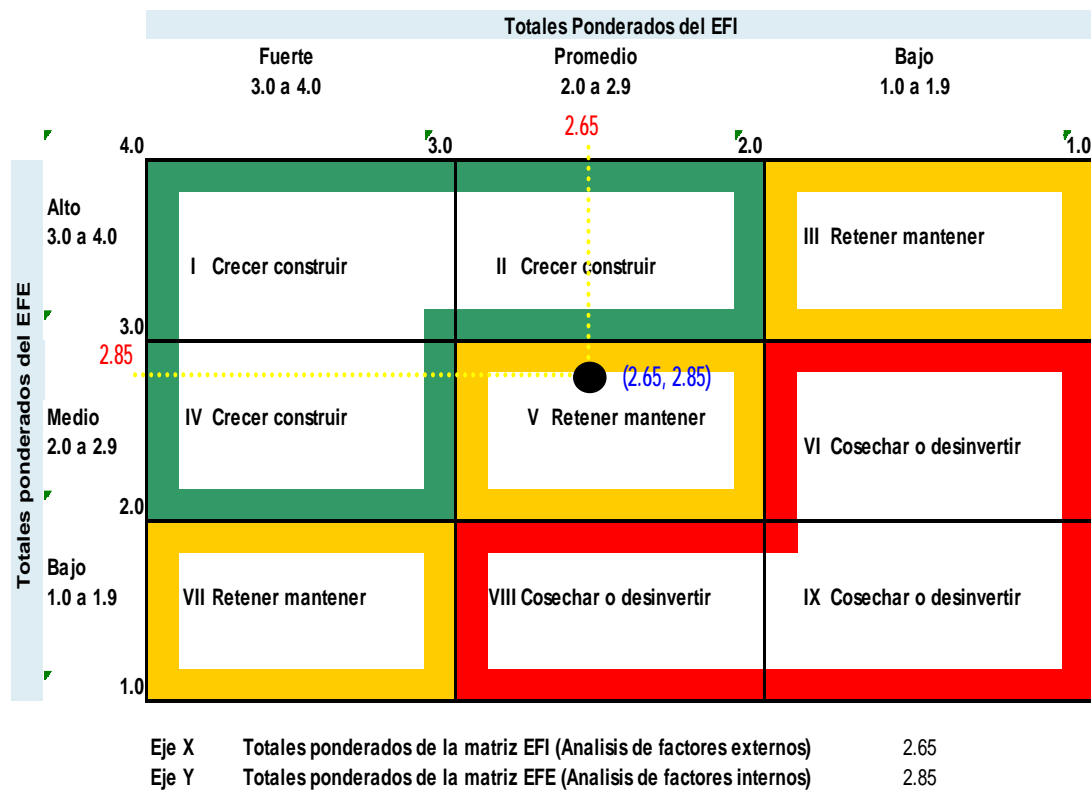 Totales Ponderados del EFI
Fuerte Promedio Bajo
3.0 a 4.0 2.0 a 2.9 1.0 a 1.9
2.65
4.0 3.0 2.0 1.0
Totales ponderados del EFE
Alto
3.0 a 4.0
I Crecer construir
II Crecer construir
III Retener mantener
3.0
2.85
(2.65, 2.85)
Medio
2.0 a 2.9
IV Crecer construir
V Retener mantener
VI Cosechar o desinvertir
2.0
Bajo
1.0 a 1.9
VII Retener mantener
VIII Cosechar o desinvertir
IX Cosechar o desinvertir
1.0
Eje X Totales ponderados de la matriz EFI (Analisis de factores externos) 2.65
Eje Y Totales ponderados de la matriz EFE (Analisis de factores internos) 2.85